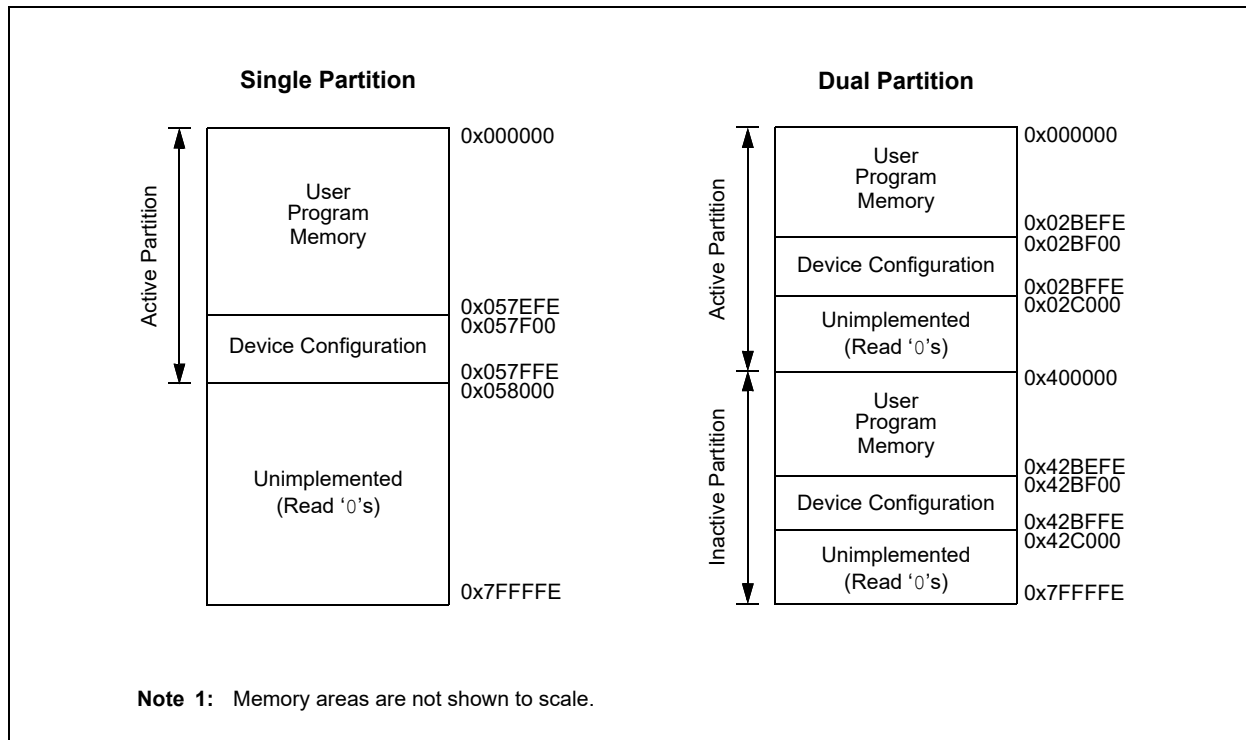 Single Partition
Active Partition
0x000000
User
Program
Memory
0x057EFE
0x057F00
Device Configuration
0x057FFE
0x058000
Unimplemented
(Read ‘0’s)
0x7FFFFE
Dual Partition
Active Partition
0x000000
User
Program
Memory
0x02BEFE
0x02BF00
Device Configuration
0x02BFFE
0x02C000
Unimplemented
(Read ‘0’s)
Inactive Partition
0x400000
User
Program
Memory
0x42BEFE
0x42BF00
Device Configuration
0x42BFFE
0x42C000
Unimplemented
(Read ‘0’s)
0x7FFFFE
Note 1: Memory areas are not shown to scale.